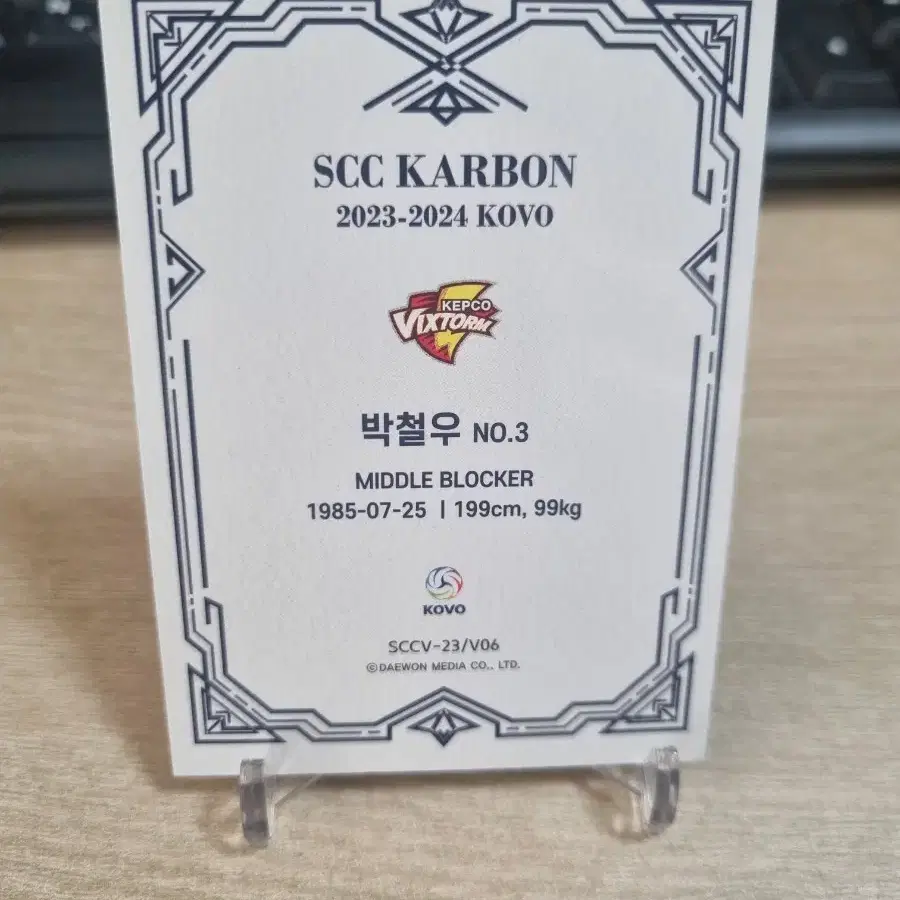 SCC KARBON
2023-2024 KOVO
KEPCO
VIXTORM
박철우 NO.3
MIDDLE BLOCKER
1985-07-25 | 199cm, 99kg
KOVO
SCCV-23/V06
©DAEWON MEDIA CO., LTD.